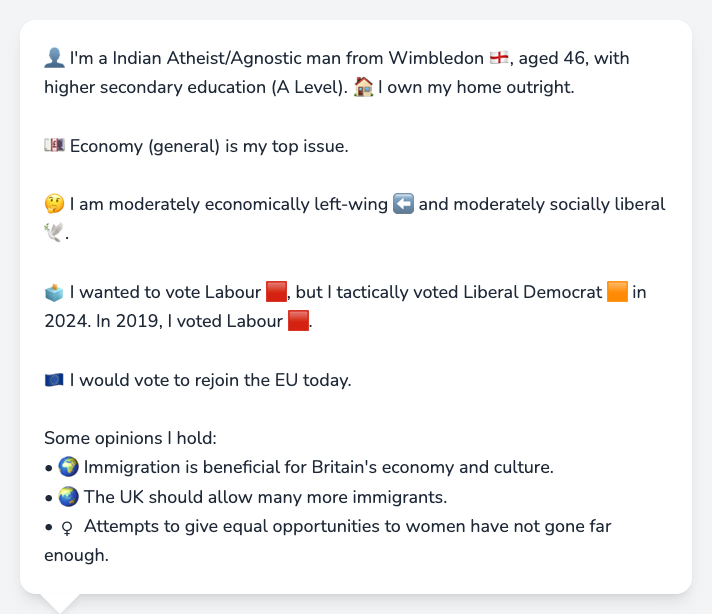 👤 I'm a Indian Atheist/Agnostic man from Wimbledon 🏴󠁧󠁢󠁥󠁮󠁧󠁿, aged 46, with
higher secondary education (A Level). 🏠 I own my home outright.
💷 Economy (general) is my top issue.
🤔 I am moderately economically left-wing ⬅️ and moderately socially liberal
🕊️.
🗳️ I wanted to vote Labour 🟥, but I tactically voted Liberal Democrat 🟧 in
2024. In 2019, I voted Labour 🟥.
🇪🇺 I would vote to rejoin the EU today.
Some opinions I hold:
• 🌍 Immigration is beneficial for Britain's economy and culture.
• 🌏 The UK should allow many more immigrants.
• ♀ Attempts to give equal opportunities to women have not gone far
enough.